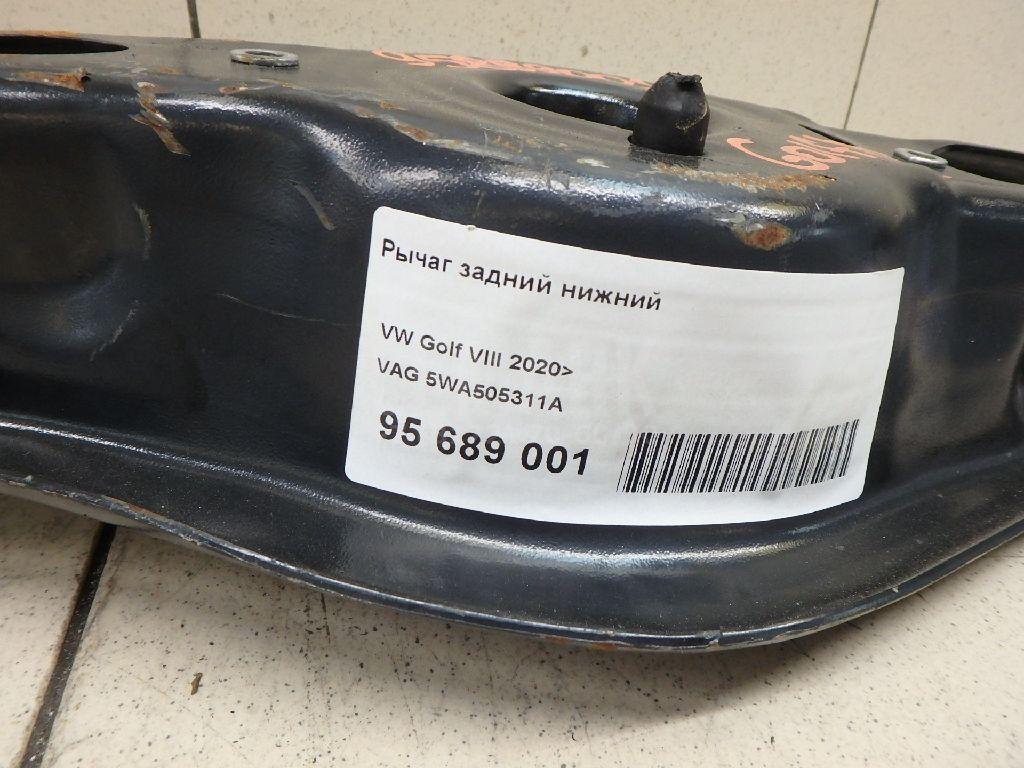 Рычаг задний нижний
VW Golf VIII 2020>
VAG 5WA505311A
95 689 001